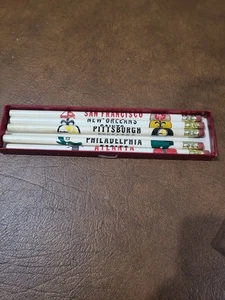 SAN FRANCISCO
NEW ORLEANS
PITTSBURGH
PHILADELPHIA
ATLANTA